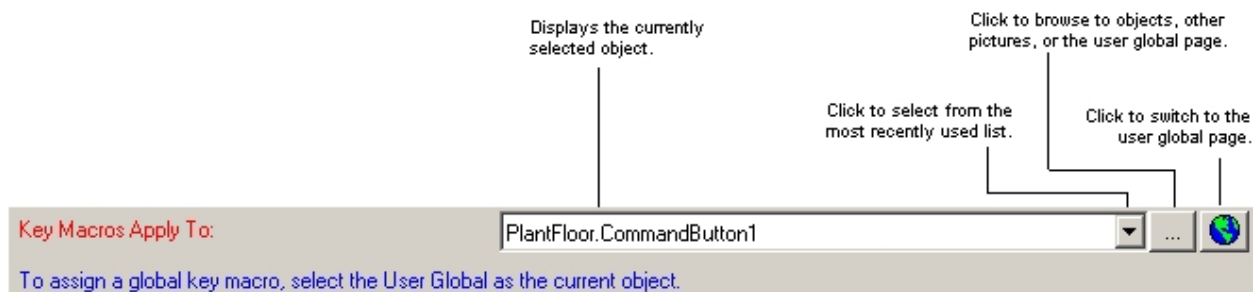 Displays the currently
selected object.
Click to browse to objects, other
pictures, or the user global page.
Click to select from the
most recently used list.
Click to switch to the
user global page.
Key Macros Apply To:
PlantFloor.CommandButton1
...
To assign a global key macro, select the User Global as the current object.